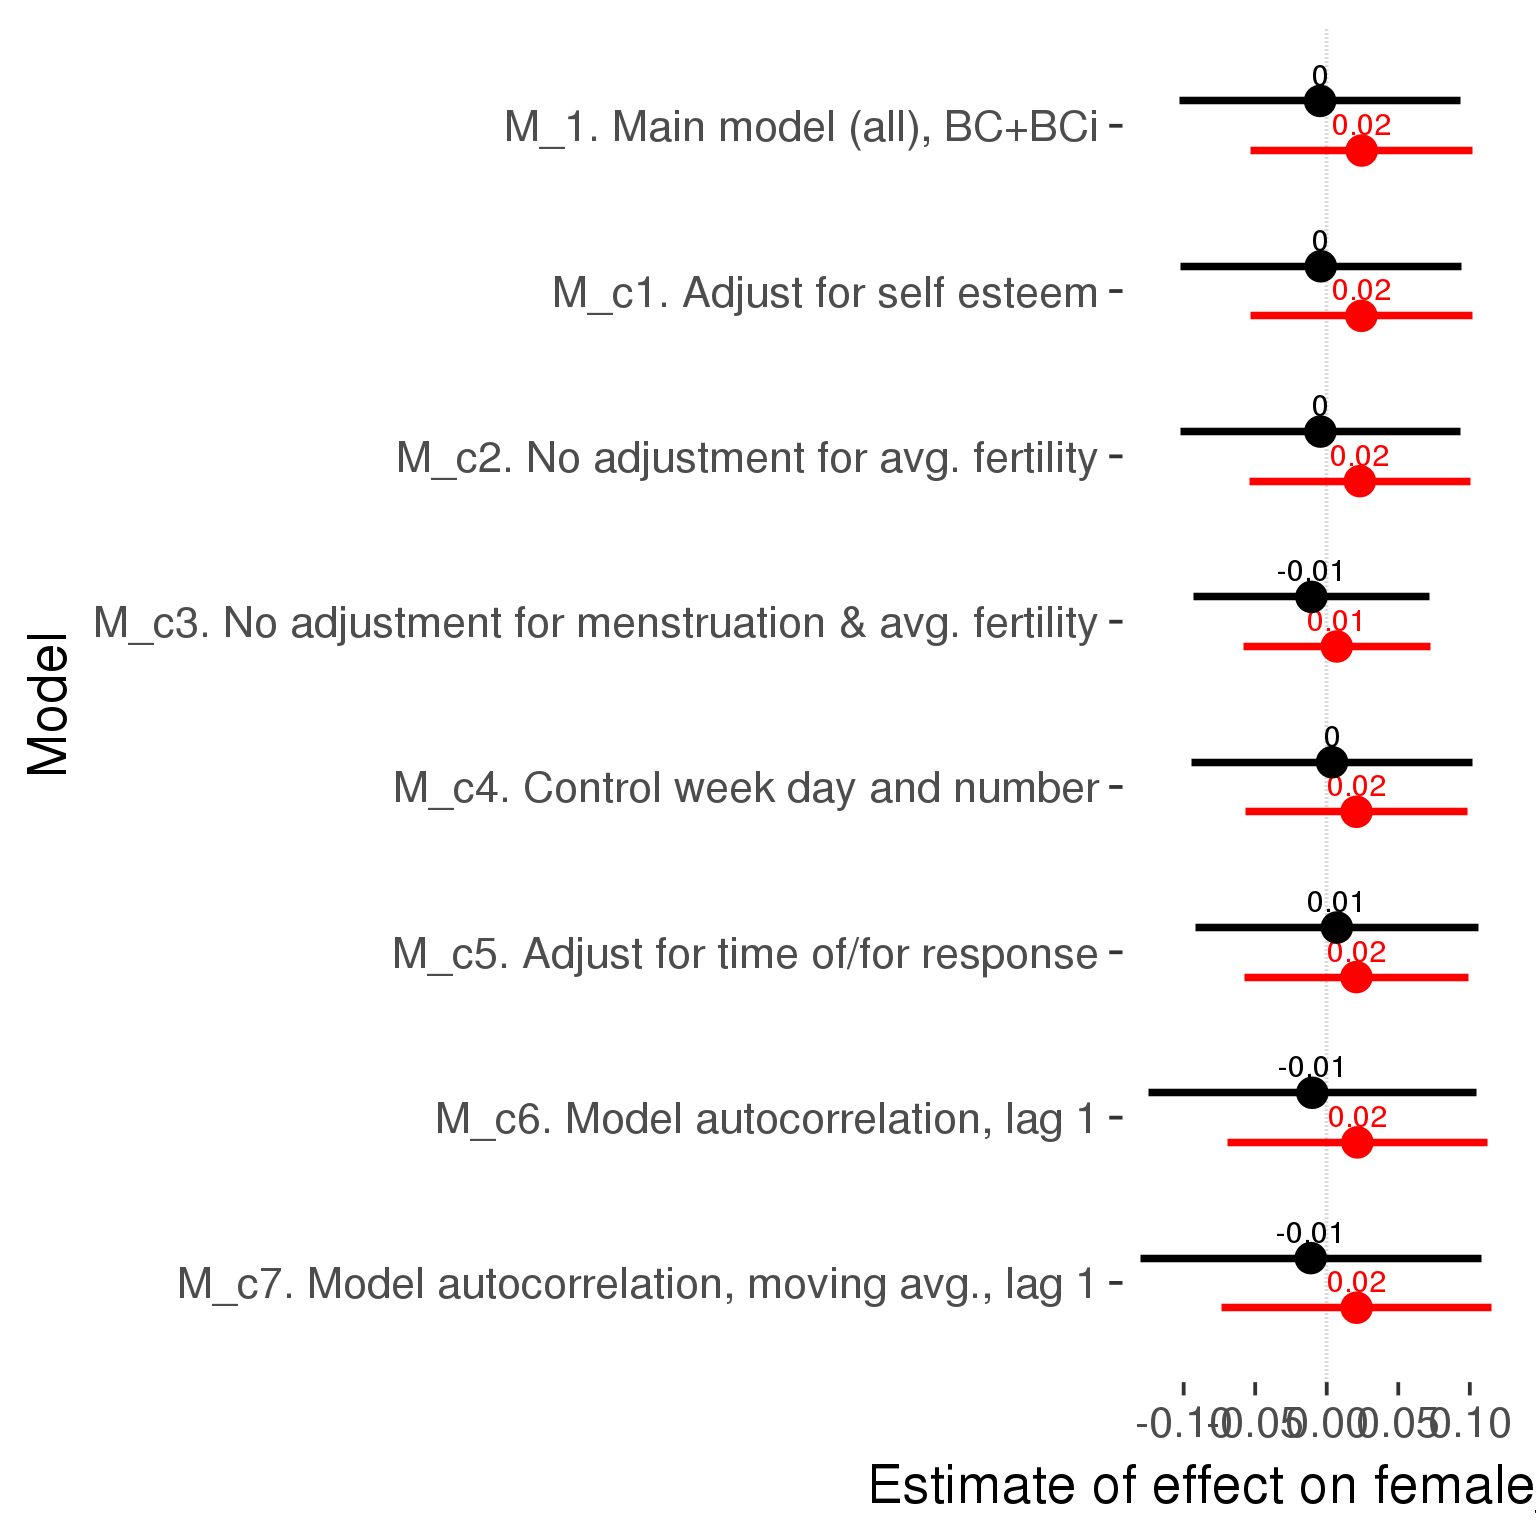 0
M_1. Main model (all), BC+BCi
0.02
0
M_c1. Adjust for self esteem
0.02
0
M_c2. No adjustment for avg. fertility
0.02
-0.01
M_c3. No adjustment for menstruation & avg. fertility
0.01
0
M_c4. Control week day and number
0.02
0.01
M_c5. Adjust for time of/for response
0.02
-0.01
M_c6. Model autocorrelation, lag 1
0.02
-0.01
M_c7. Model autocorrelation, moving avg., lag 1
0.02
Model
-0.10 -0.05 0.00 0.05 0.10
Estimate of effect on female_